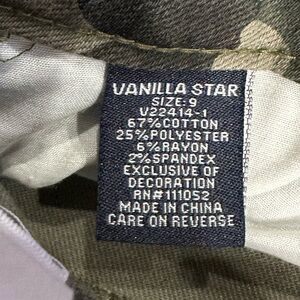 VANILLA STAR
SIZE: 9
V22414-1
67%COTTON
25%POLYESTER
6%RAYON
2%SPANDEX
EXCLUSIVE OF
DECORATION
RN#111052
MADE IN CHINA
CARE ON REVERSE